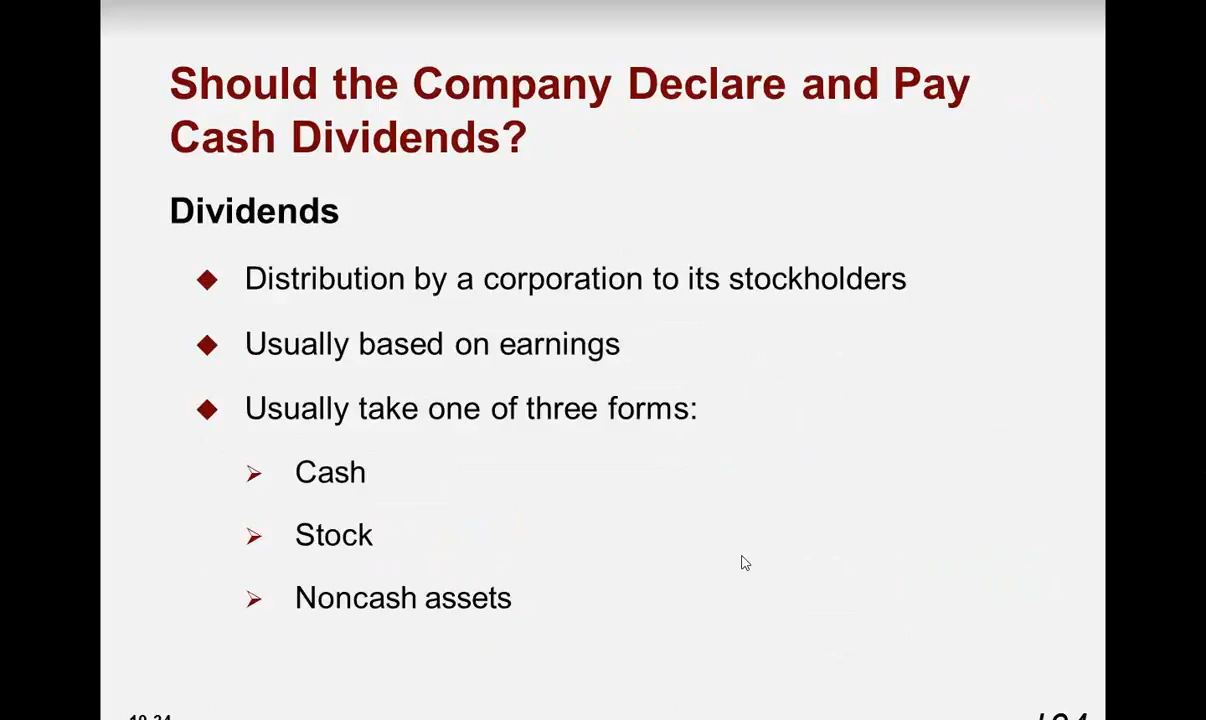 Should the Company Declare and Pay
Cash Dividends?
Dividends
Distribution by a corporation to its stockholders
Usually based on earnings
Usually take one of three forms:
Cash
Stock
Noncash assets